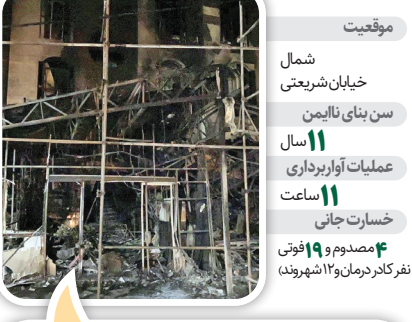 موقعیت
شمال
خیابان شریعتی
سن بنای ناایمن
۱۱ سال
عملیات آواربرداری
۱۱ ساعت
خسارت جانی
۴ مصدوم و ۱۹ فوتی
نفر کادر درمان و ۱۲ شهروند)